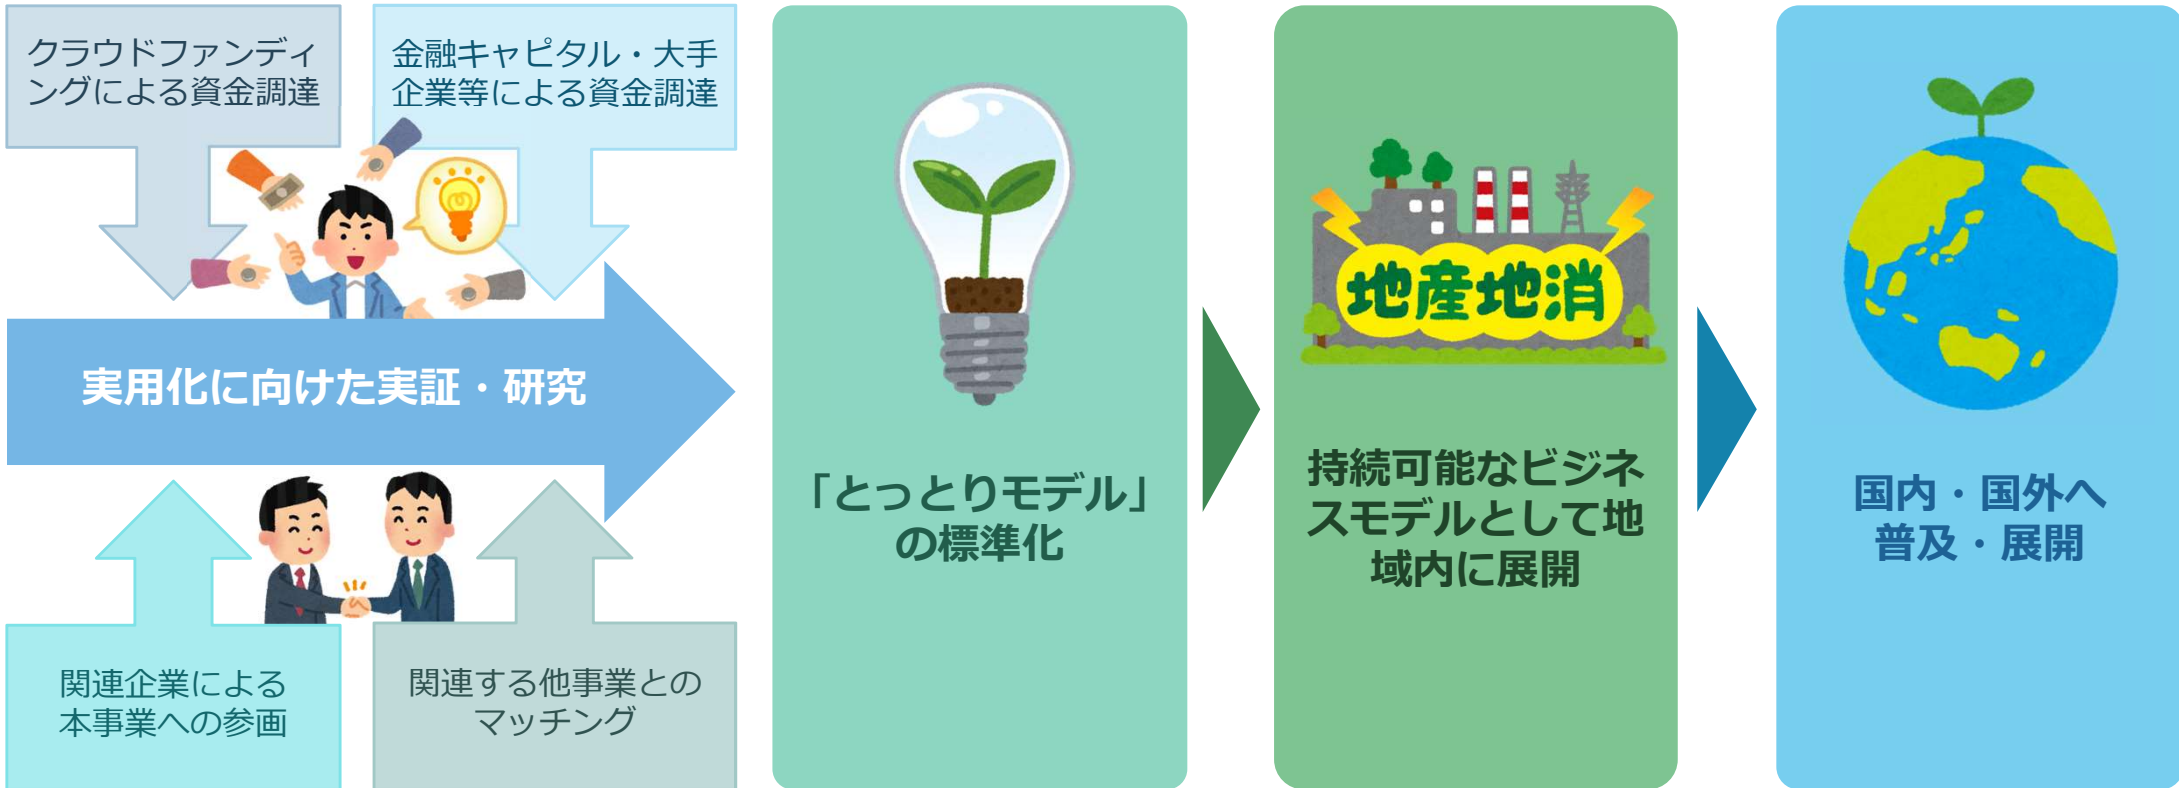 クラウドファンディ
ングによる資金調達
金融キャピタル・大手
企業等による資金調達
実用化に向けた実証・研究
関連企業による
本事業への参画
関連する他事業との
マッチング
「とっとりモデル」
の標準化
地産地消
持続可能なビジネ
スモデルとして地
域内に展開
国内・国外へ
普及・展開